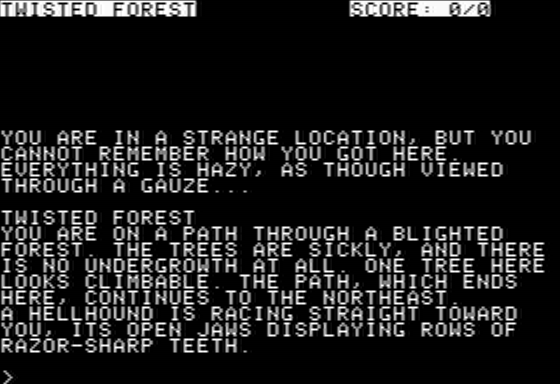 TWISTED FOREST SCORE: 0/0
YOU ARE IN A STRANGE LOCATION, BUT YOU
CANNOT REMEMBER HOW YOU GOT HERE.
EVERYTHING IS HAZY, AS THOUGH VIEWED
THROUGH A GAUZE...
TWISTED FOREST
YOU ARE ON A PATH THROUGH A BLIGHTED
FOREST. THE TREES ARE SICKLY, AND THERE
IS NO UNDERGROWTH AT ALL. ONE TREE HERE
LOOKS CLIMBABLE. THE PATH, WHICH ENDS
HERE, CONTINUES TO THE NORTHEAST.
A HELLHOUND IS RACING STRAIGHT TOWARD
YOU, ITS OPEN JAWS DISPLAYING ROWS OF
RAZOR-SHARP TEETH.
>